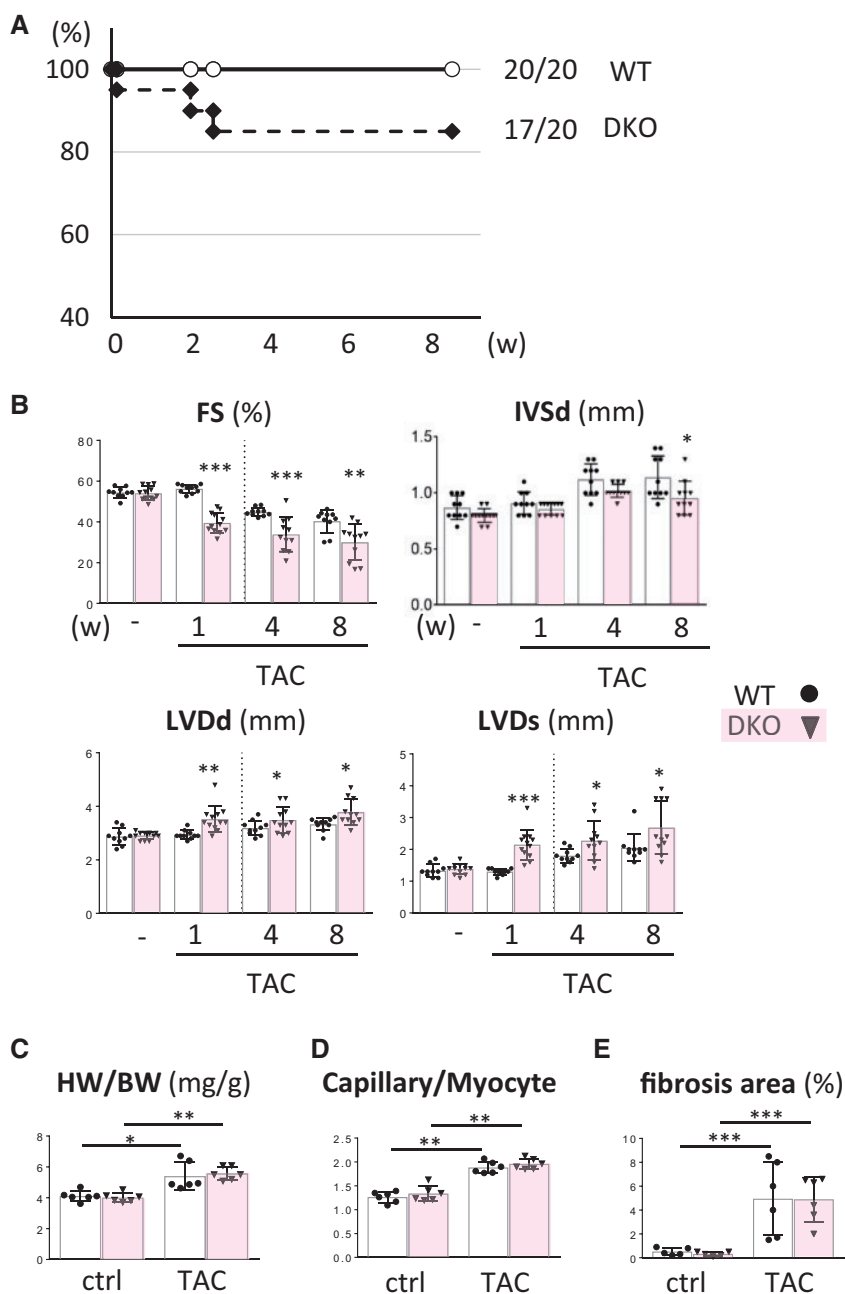 A
(%)
100
80
60
40
0 2 4 6 8 (w)
20/20 WT
17/20 DKO
B
FS (%)
80
60
40
20
0
*** *** **
(w) - 1 4 8
TAC
IVSd (mm)
1.5
1.0
0.5
0.0
*
(w) - 1 4 8
TAC
WT
DKO
LVDd (mm)
6
4
2
0
** * *
- 1 4 8
TAC
LVDs (mm)
5
4
3
2
1
0
*** * *
- 1 4 8
TAC
C
HW/BW (mg/g)
8
6
4
2
0
**
*
ctrl TAC
D
Capillary/Myocyte
2.5
2.0
1.5
1.0
0.5
0.0
**
**
ctrl TAC
E
fibrosis area (%)
10
8
6
4
2
0
***
***
ctrl TAC